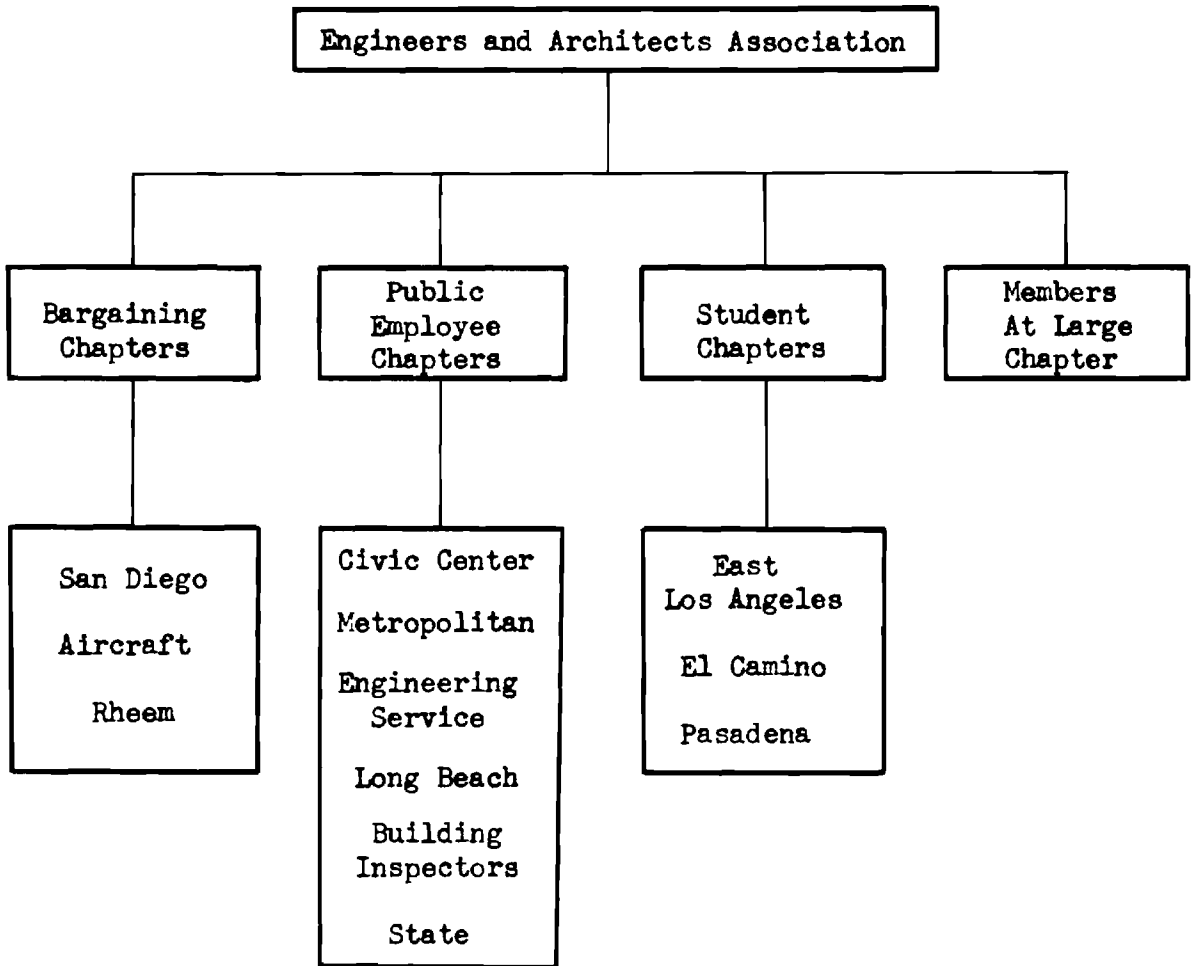 Engineers and Architects Association
Bargaining
Chapters
Public
Employee
Chapters
Student
Chapters
Members
At Large
Chapter
San Diego
Aircraft
Rheem
Civic Center
Metropolitan
Engineering
Service
Long Beach
Building
Inspectors
State
East
Los Angeles
El Camino
Pasadena